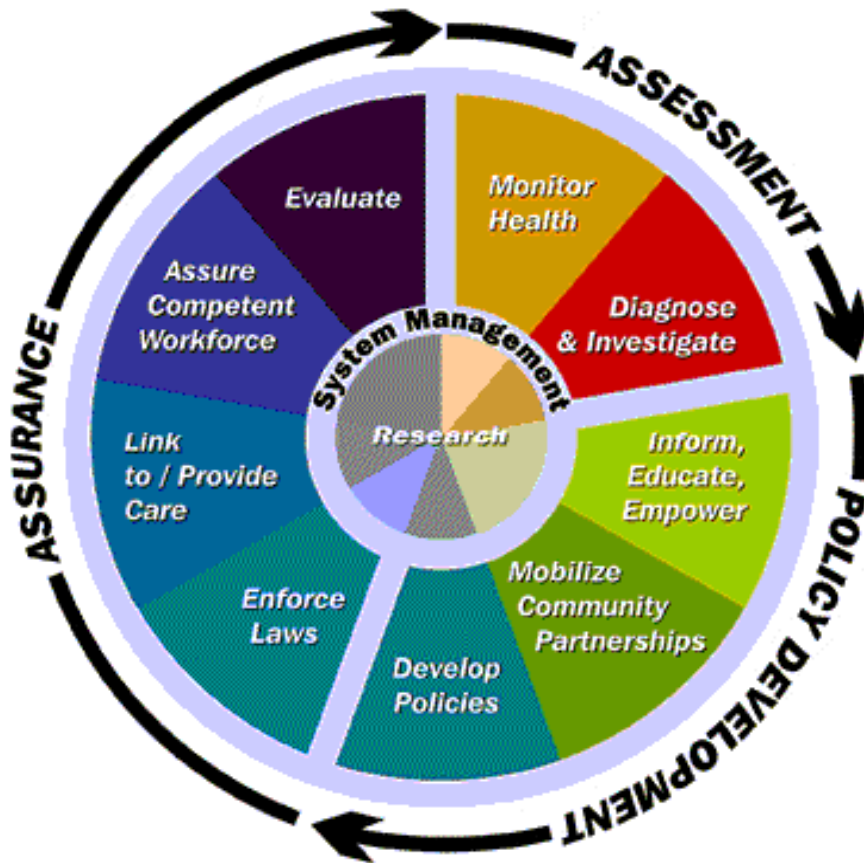 ASSESSMENT
Evaluate
Monitor
Health
Assure
Competent
Workforce
Diagnose
& Investigate
System Management
ASSURANCE
Research
Link
to / Provide
Care
Inform,
Educate,
Empower
POLICY DEVELOPMENT
Enforce
Laws
Mobilize
Community
Partnerships
Develop
Policies